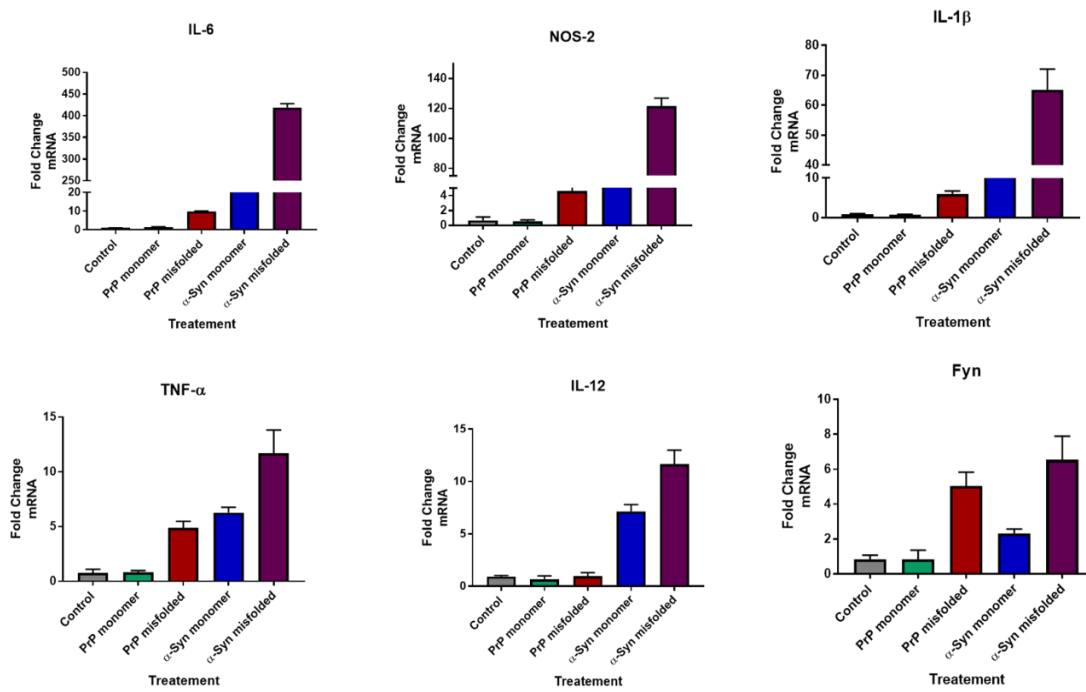 IL-6
Fold Change
mRNA
500
450
400
350
300
250
20
10
0
Control
PrP monomer
PrP misfolded
α-Syn monomer
α-Syn misfolded
Treatement
NOS-2
Fold Change
mRNA
140
120
100
80
60
4
2
0
Control
PrP monomer
PrP misfolded
α-Syn monomer
α-Syn misfolded
Treatement
IL-1β
Fold Change
mRNA
80
70
60
50
40
10
0
Control
PrP monomer
PrP misfolded
α-Syn monomer
α-Syn misfolded
Treatement
TNF-α
Fold Change
mRNA
15
10
5
0
Control
PrP monomer
PrP misfolded
α-Syn monomer
α-Syn misfolded
Treatement
IL-12
Fold Change
mRNA
15
10
5
0
Control
PrP monomer
PrP misfolded
α-Syn monomer
α-Syn misfolded
Treatement
Fyn
Fold Change
mRNA
10
8
6
4
2
0
Control
PrP monomer
PrP misfolded
α-Syn monomer
α-Syn misfolded
Treatement